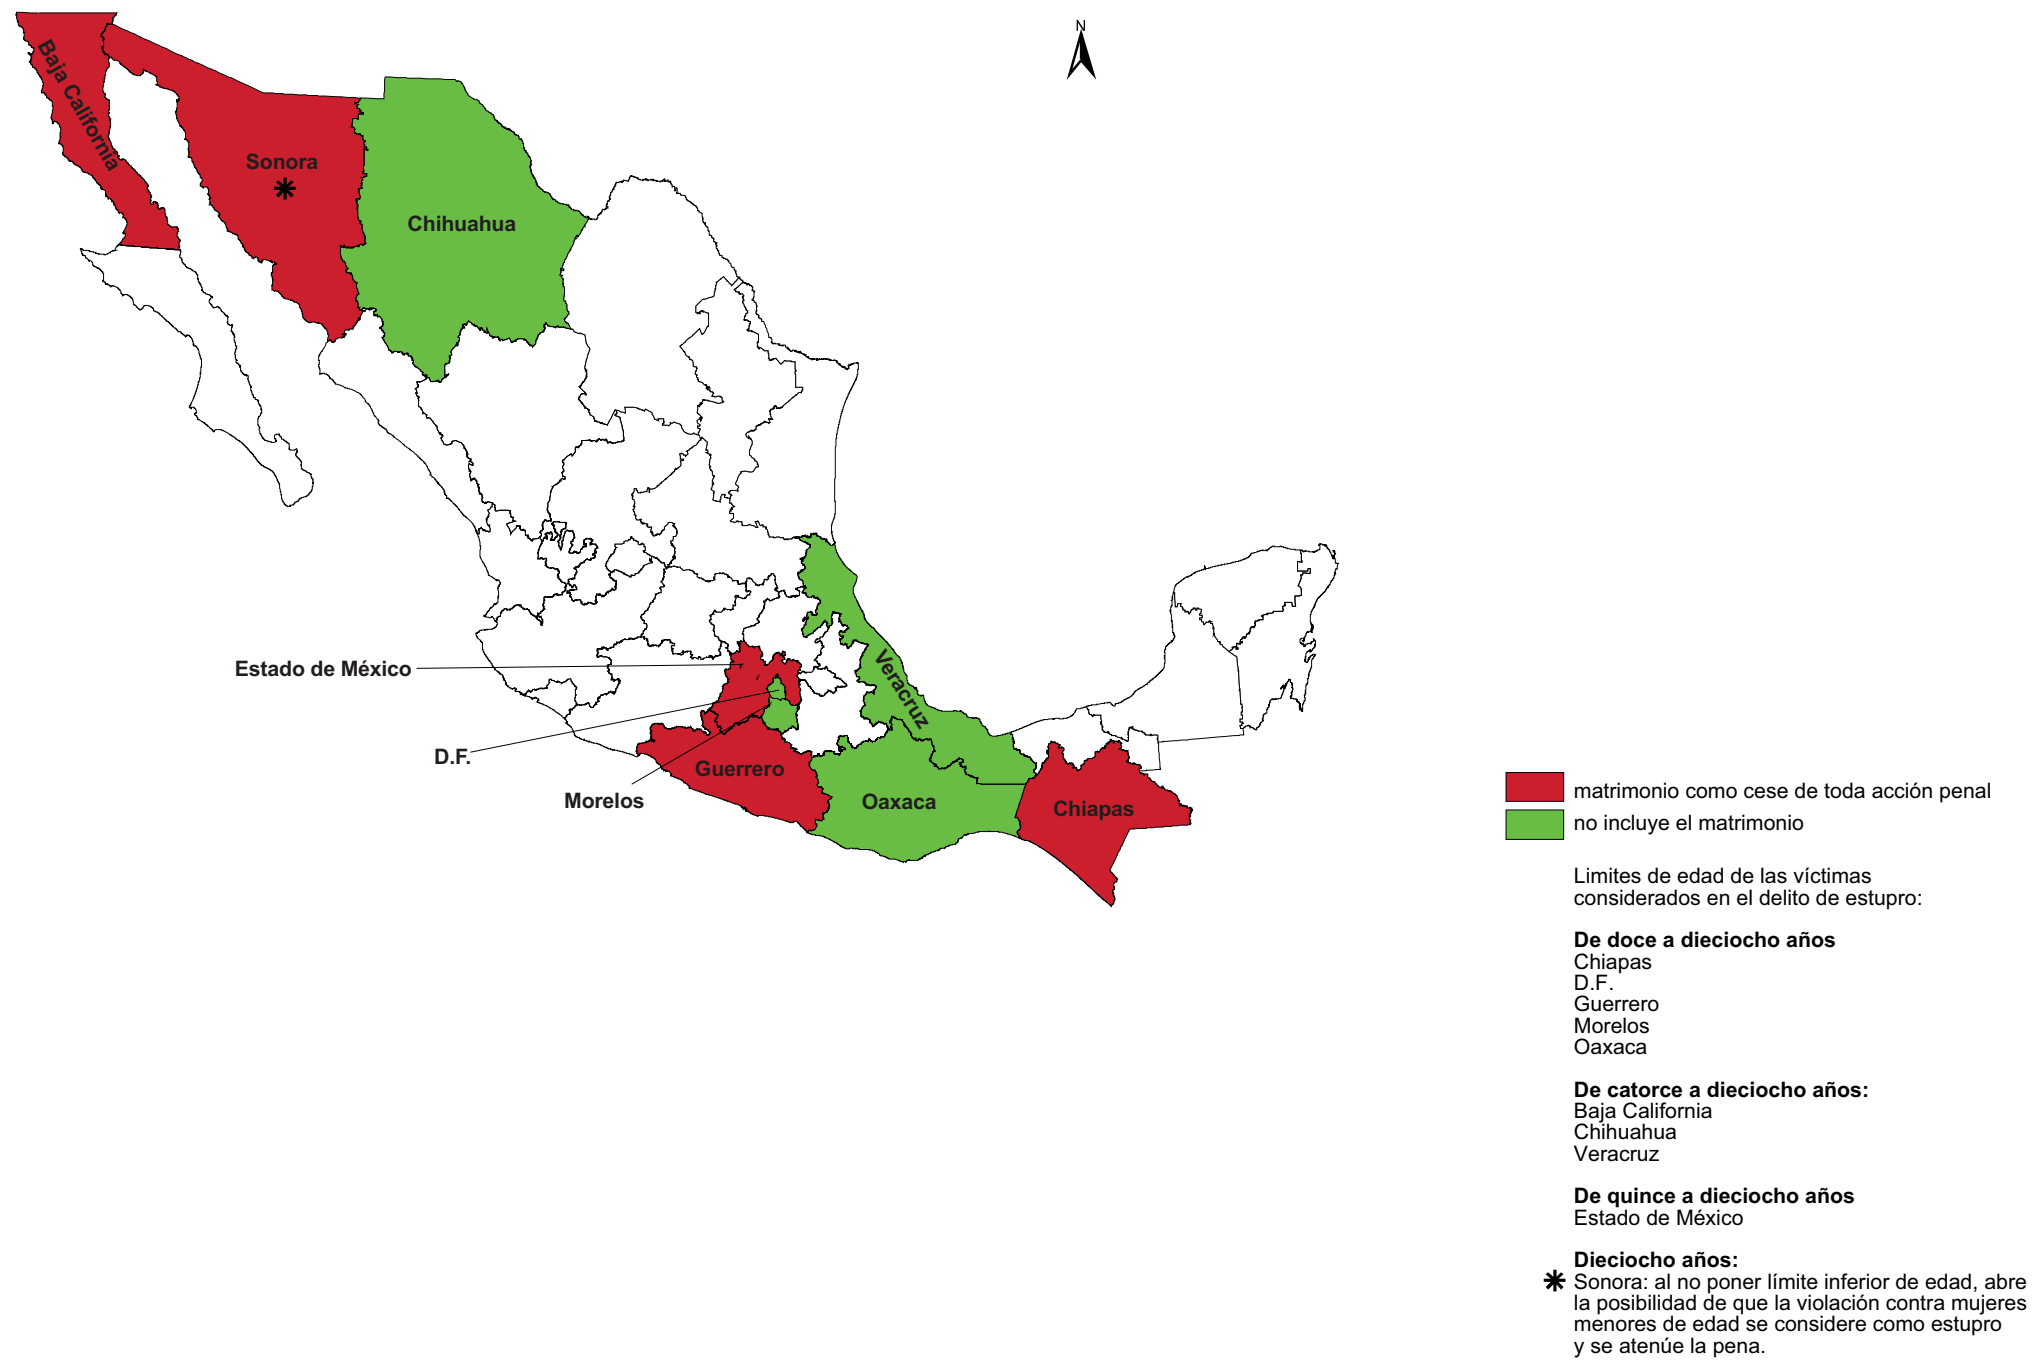 N
Baja California
Sonora
Chihuahua
Estado de México
Veracruz
D.F.
Guerrero
Morelos
Oaxaca
Chiapas
matrimonio como cese de toda acción penal
no incluye el matrimonio
Limites de edad de las víctimas
considerados en el delito de estupro:
De doce a dieciocho años
Chiapas
D.F.
Guerrero
Morelos
Oaxaca
De catorce a dieciocho años:
Baja California
Chihuahua
Veracruz
De quince a dieciocho años
Estado de México
Dieciocho años:
Sonora: al no poner límite inferior de edad, abre
la posibilidad de que la violación contra mujeres
menores de edad se considere como estupro
y se atenúe la pena.